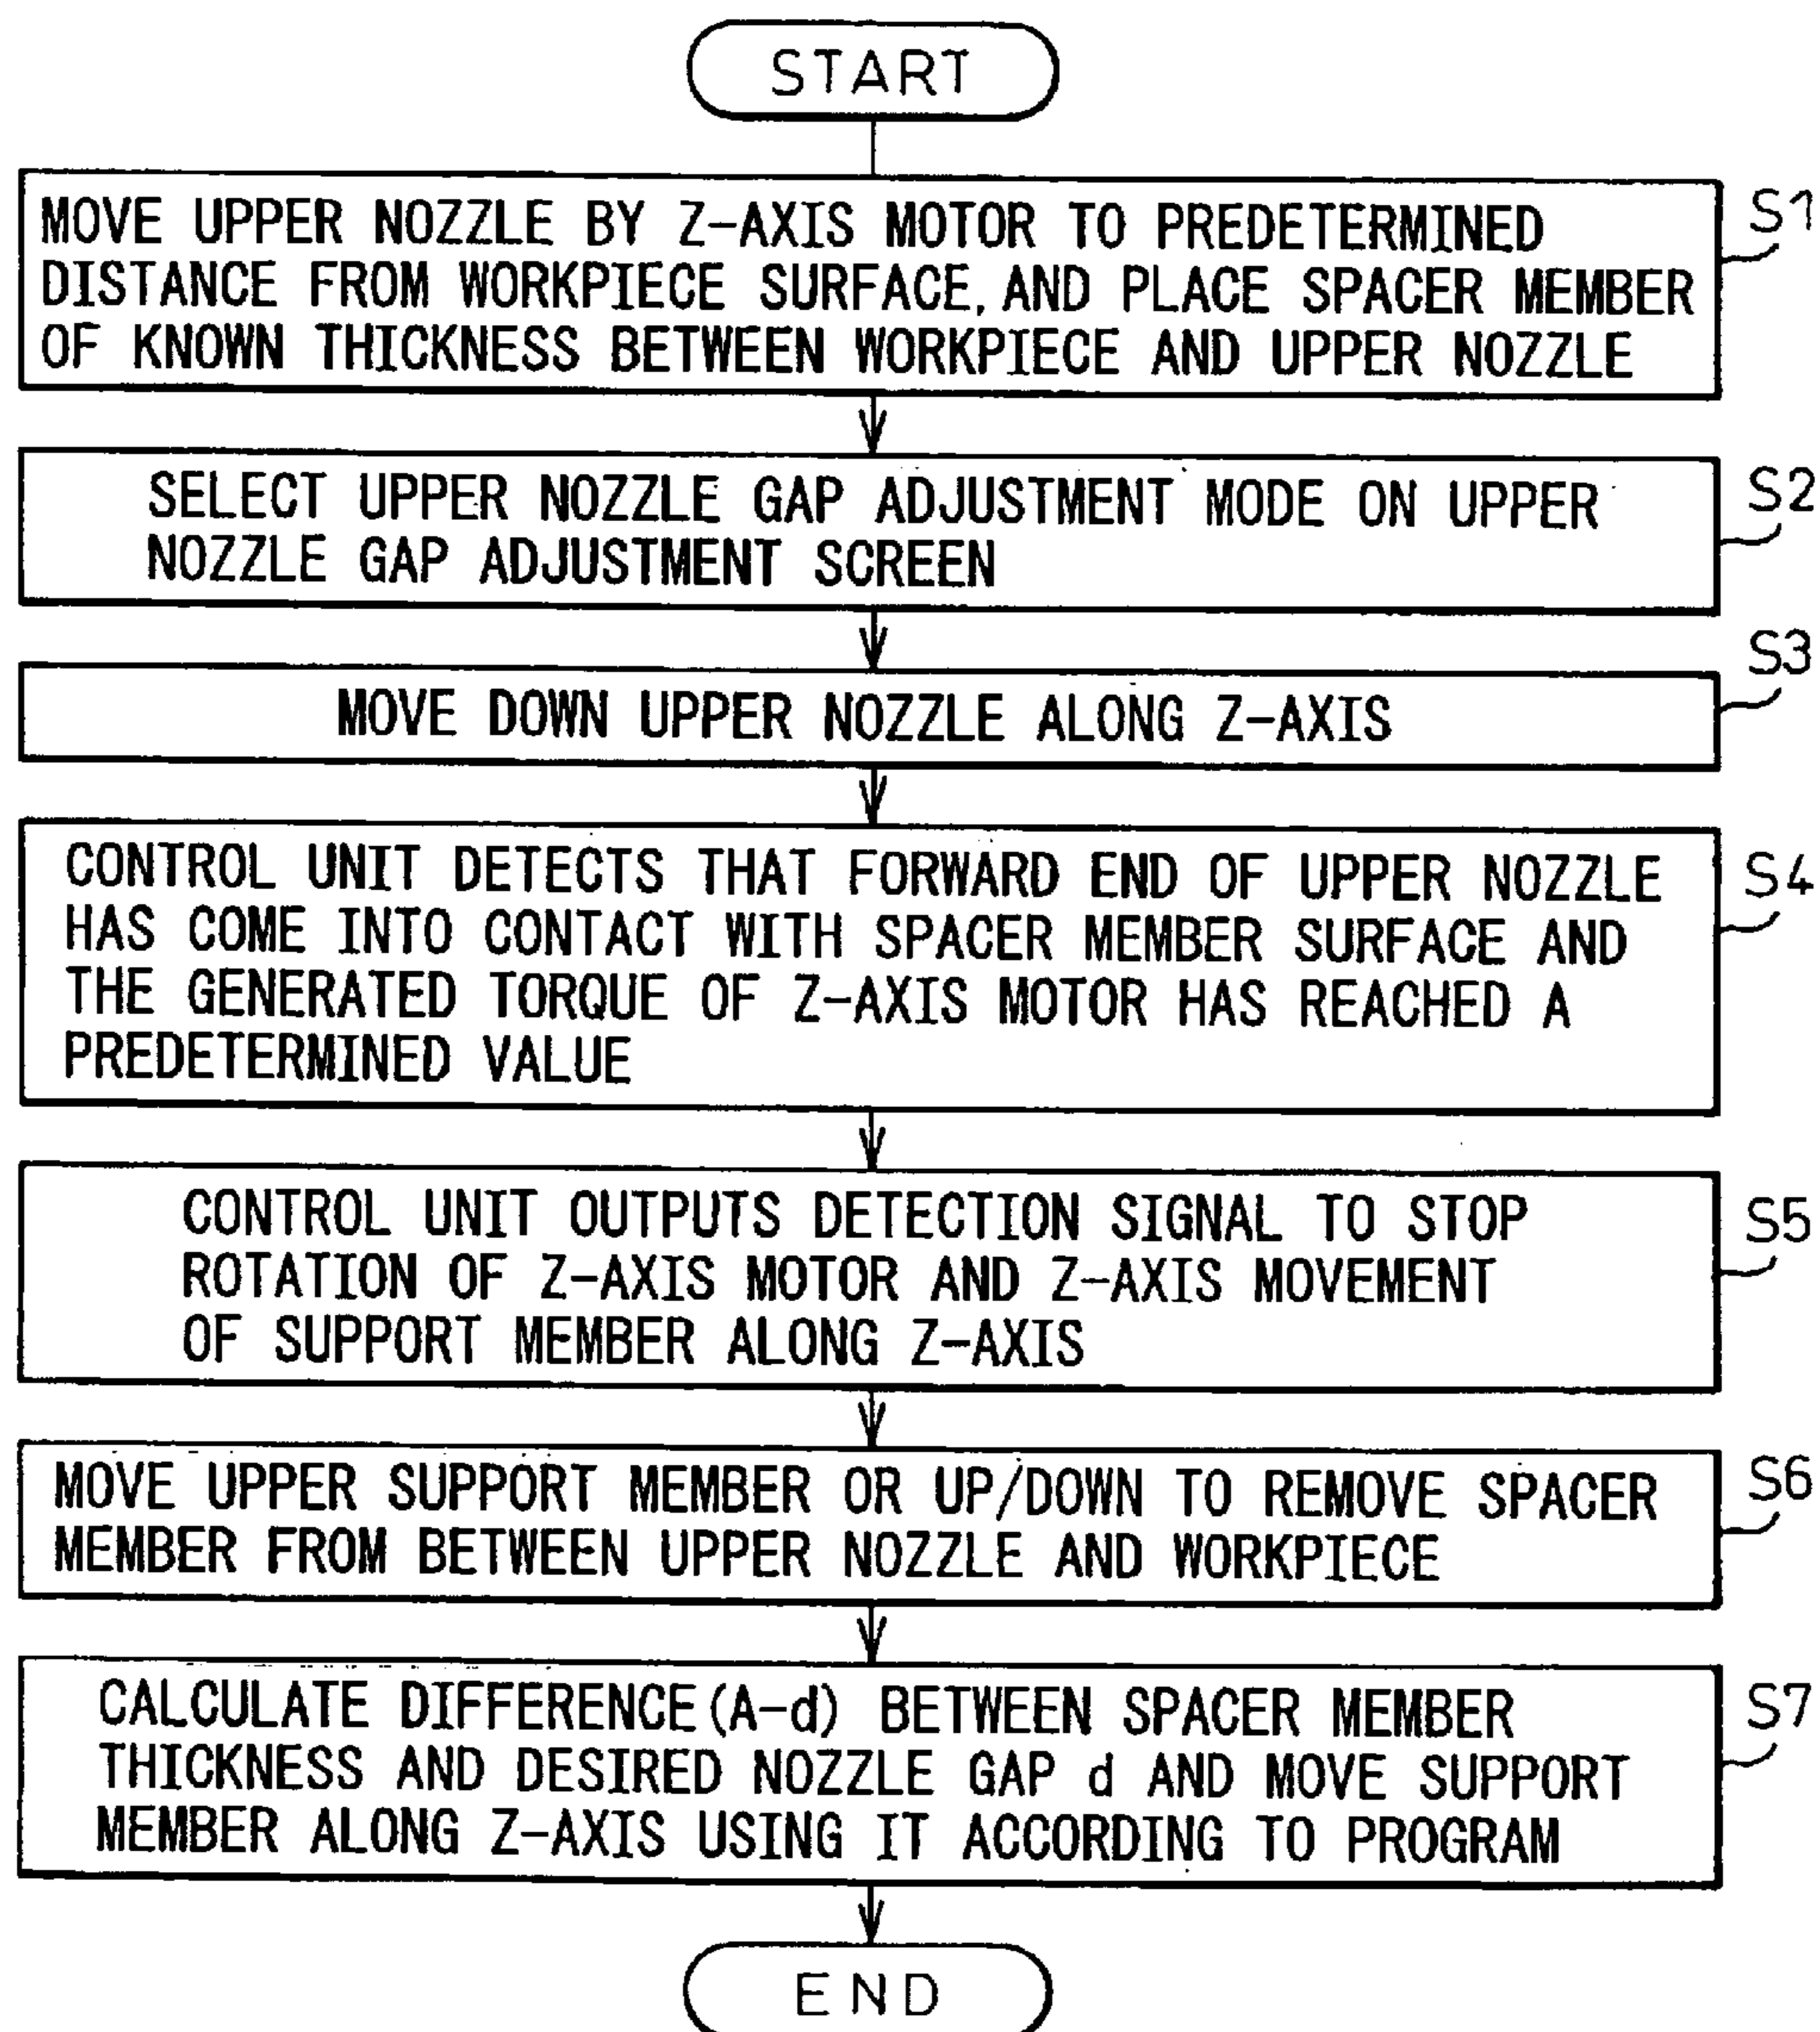 START
S1
MOVE UPPER NOZZLE BY Z-AXIS MOTOR TO PREDETERMINED
DISTANCE FROM WORKPIECE SURFACE, AND PLACE SPACER MEMBER
OF KNOWN THICKNESS BETWEEN WORKPIECE AND UPPER NOZZLE
S2
SELECT UPPER NOZZLE GAP ADJUSTMENT MODE ON UPPER
NOZZLE GAP ADJUSTMENT SCREEN
S3
MOVE DOWN UPPER NOZZLE ALONG Z-AXIS
S4
CONTROL UNIT DETECTS THAT FORWARD END OF UPPER NOZZLE
HAS COME INTO CONTACT WITH SPACER MEMBER SURFACE AND
THE GENERATED TORQUE OF Z-AXIS MOTOR HAS REACHED A
PREDETERMINED VALUE
S5
CONTROL UNIT OUTPUTS DETECTION SIGNAL TO STOP
ROTATION OF Z-AXIS MOTOR AND Z-AXIS MOVEMENT
OF SUPPORT MEMBER ALONG Z-AXIS
S6
MOVE UPPER SUPPORT MEMBER OR UP/DOWN TO REMOVE SPACER
MEMBER FROM BETWEEN UPPER NOZZLE AND WORKPIECE
S7
CALCULATE DIFFERENCE(A-d) BETWEEN SPACER MEMBER
THICKNESS AND DESIRED NOZZLE GAP d AND MOVE SUPPORT
MEMBER ALONG Z-AXIS USING IT ACCORDING TO PROGRAM
END